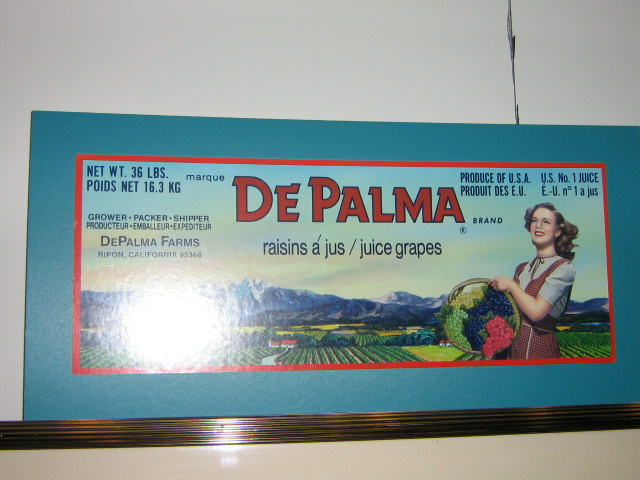 NET WT. 36 LBS.
POIDS NET 16.3 KG
marque
DE PALMA
®
BRAND
PRODUCE OF U.S.A.
PRODUIT DES E.U.
U.S. No. 1 JUICE
É.-U. n° 1 a jus
GROWER • PACKER • SHIPPER
PRODUCTEUR • EMBALLEUR • EXPEDITEUR
DEPALMA FARMS
RIPON, CALIFORNIA 95366
raisins á jus / juice grapes